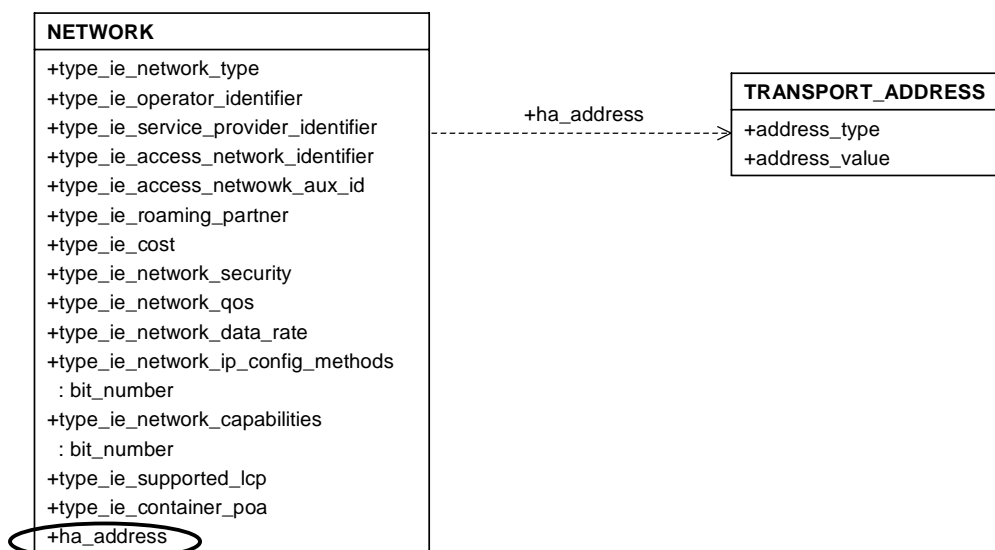 NETWORK
+type_ie_network_type
+type_ie_operator_identifier
+type_ie_service_provider_identifier
+type_ie_access_network_identifier
+type_ie_access_netwowk_aux_id
+type_ie_roaming_partner
+type_ie_cost
+type_ie_network_security
+type_ie_network_qos
+type_ie_network_data_rate
+type_ie_network_ip_config_methods
: bit_number
+type_ie_network_capabilities
: bit_number
+type_ie_supported_lcp
+type_ie_container_poa
+ha_address
+ha_address
TRANSPORT_ADDRESS
+address_type
+address_value